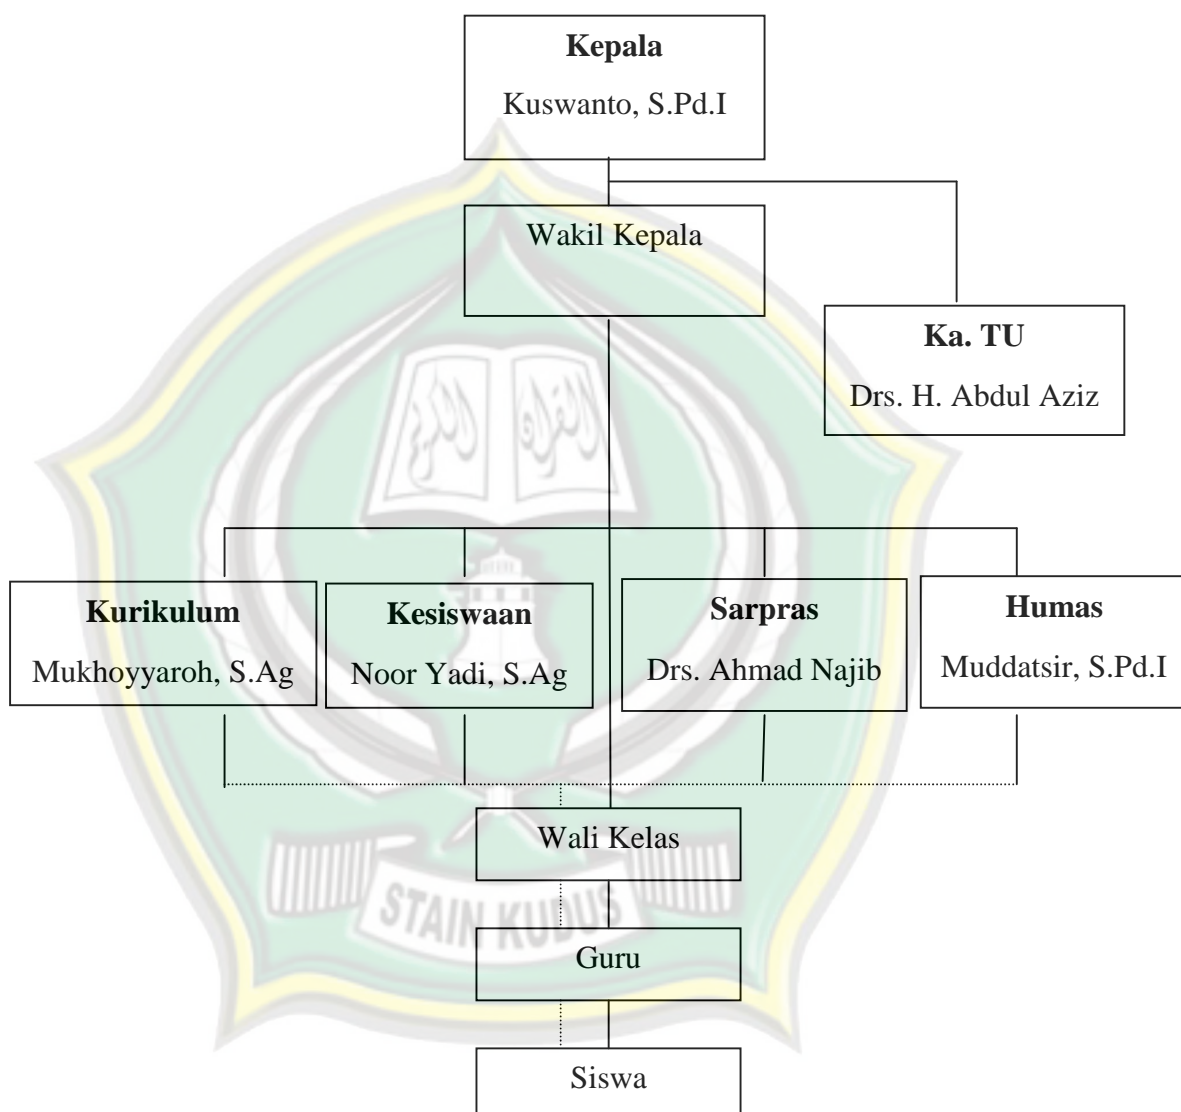 Kepala
Kuswanto, S.Pd.I
Wakil Kepala
Ka. TU
Drs. H. Abdul Aziz
Kurikulum
Mukhoyyaroh, S.Ag
Kesiswaan
Noor Yadi, S.Ag
Sarpras
Drs. Ahmad Najib
Humas
Muddatsir, S.Pd.I
Wali Kelas
STAIN KUDUS
Guru
Siswa